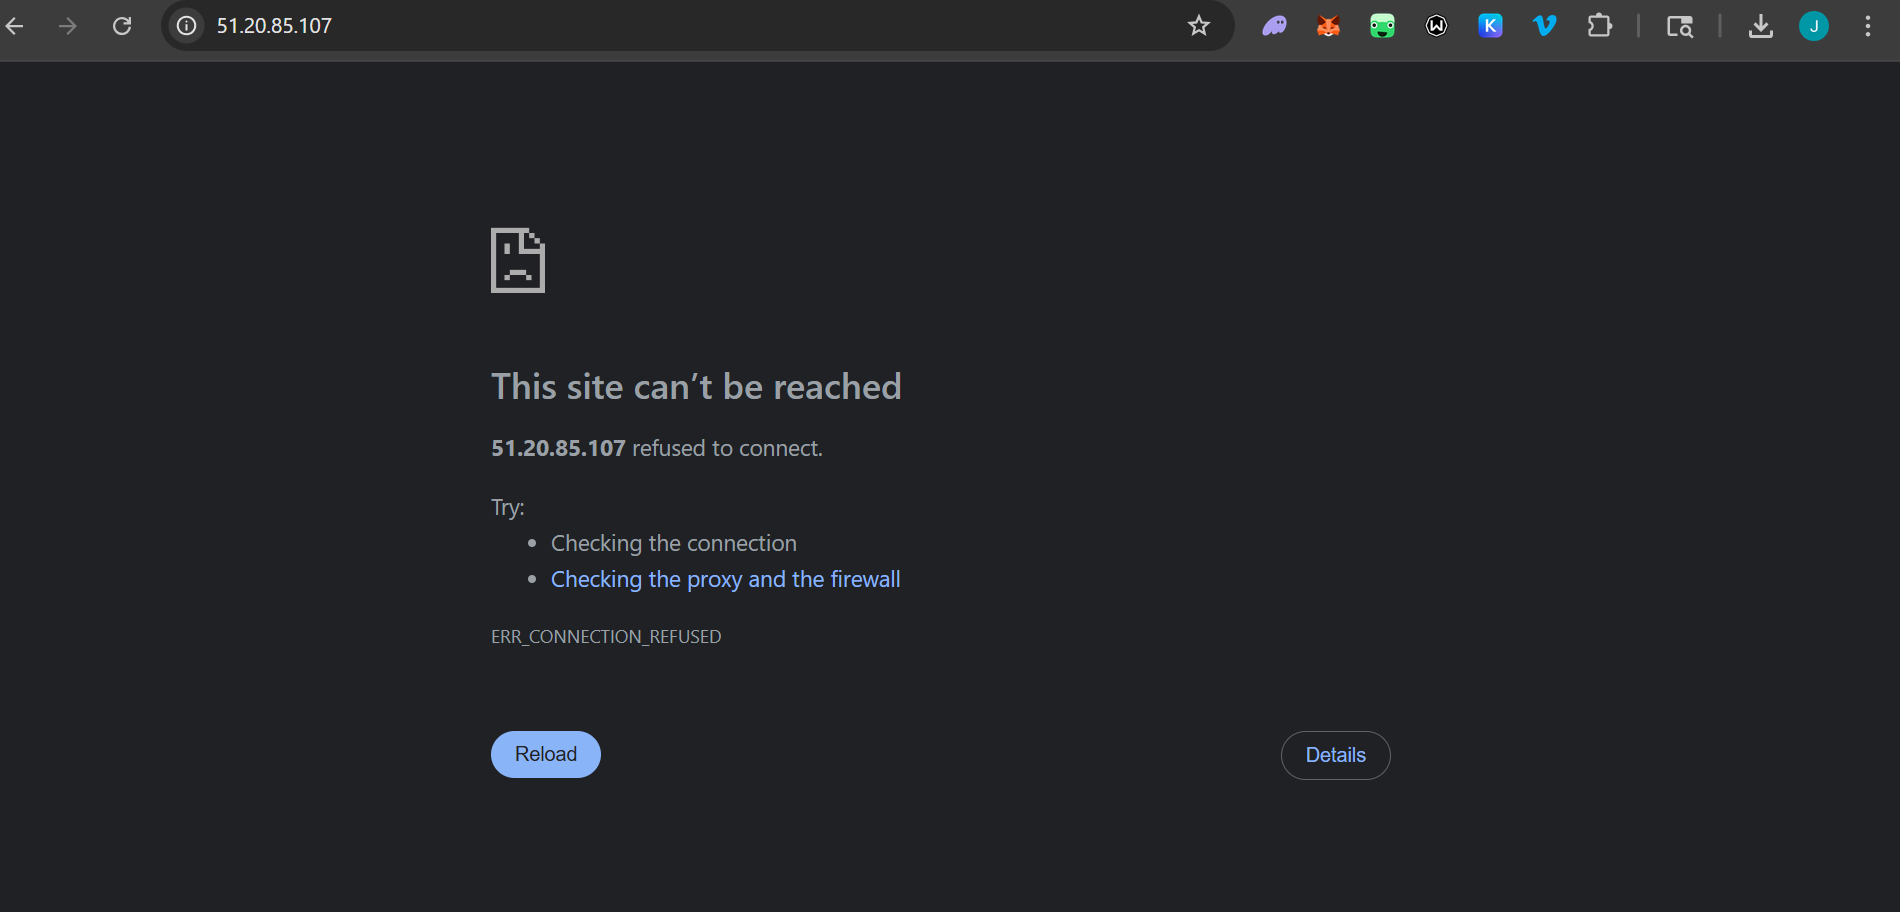 51.20.85.107
K
J
This site can’t be reached
51.20.85.107 refused to connect.
Try:
Checking the connection
Checking the proxy and the firewall
ERR_CONNECTION_REFUSED
Reload
Details